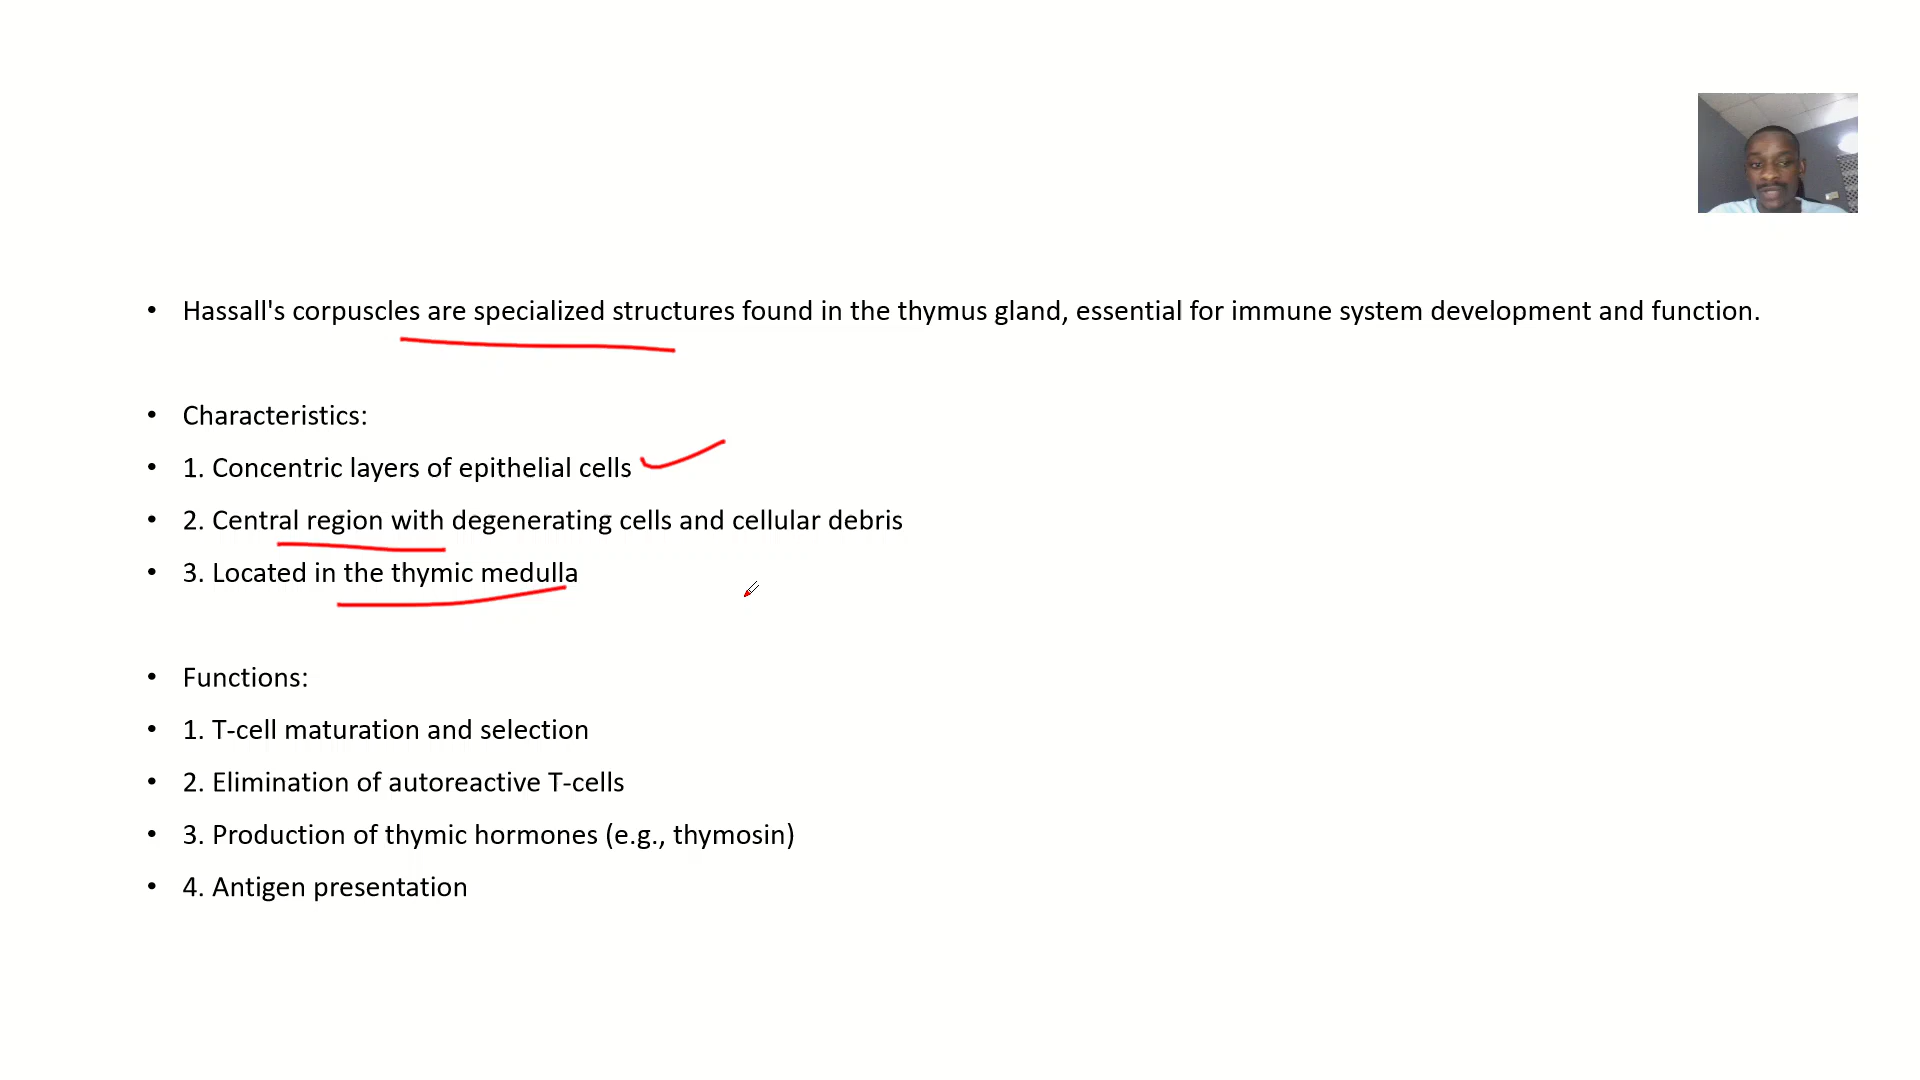 • Hassall's corpuscles are specialized structures found in the thymus gland, essential for immune system development and function.
• Characteristics:
• 1. Concentric layers of epithelial cells
• 2. Central region with degenerating cells and cellular debris
• 3. Located in the thymic medulla
• Functions:
• 1. T-cell maturation and selection
• 2. Elimination of autoreactive T-cells
• 3. Production of thymic hormones (e.g., thymosin)
• 4. Antigen presentation